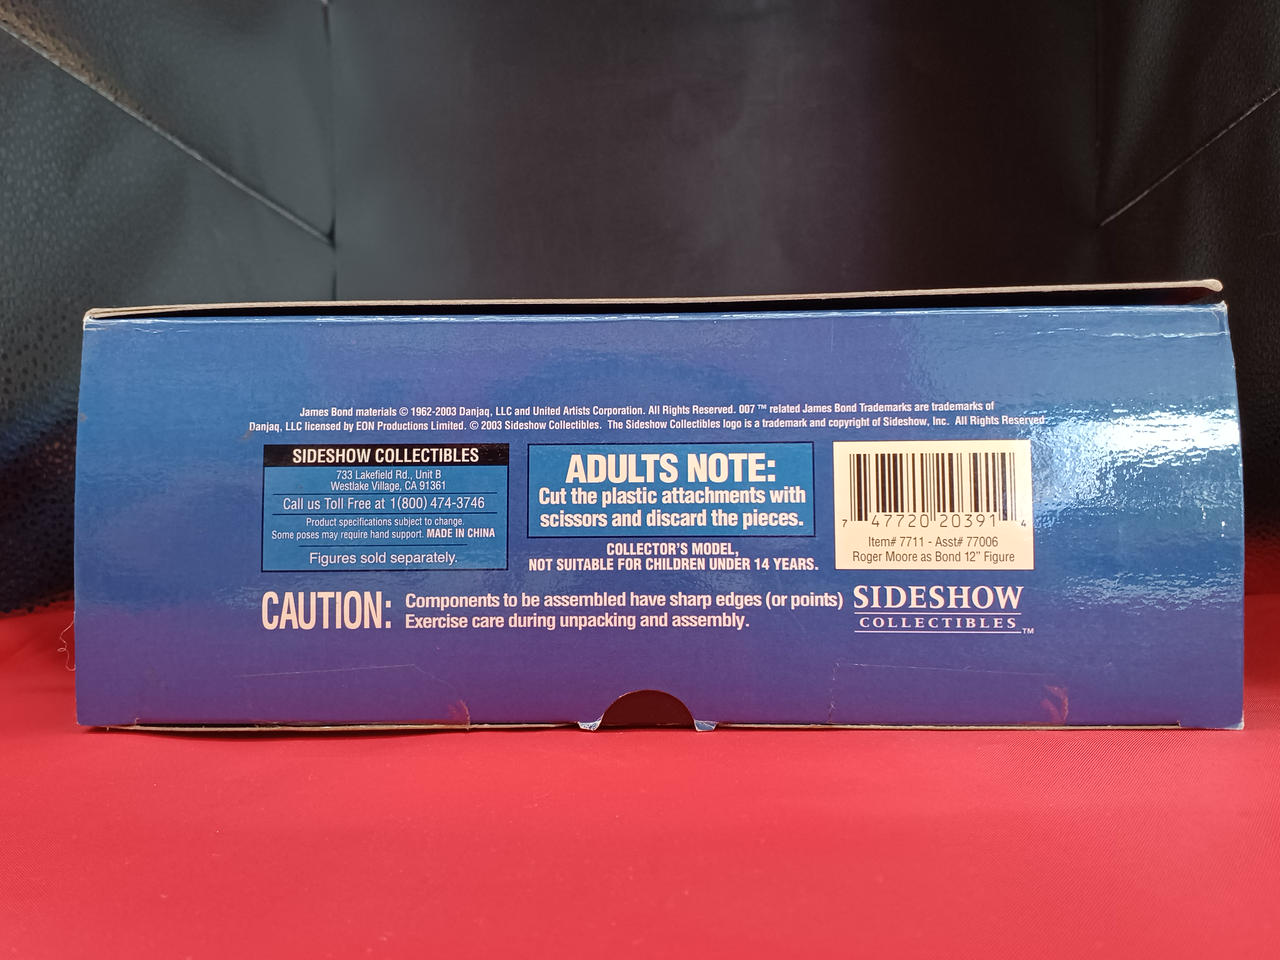 James Bond materials © 1962-2003 Danjaq, LLC and United Artists Corporation. All Rights Reserved. 007 ™ related James Bond Trademarks are trademarks of
Danjaq, LLC licensed by EON Productions Limited. © 2003 Sideshow Collectibles. The Sideshow Collectibles logo is a trademark and copyright of Sideshow, Inc. All Rights Reserved.
SIDESHOW COLLECTIBLES
733 Lakefield Rd., Unit B
Westlake Village, CA 91361
Call us Toll Free at 1(800) 474-3746
Product specifications subject to change.
Some poses may require hand support. MADE IN CHINA
Figures sold separately.
ADULTS NOTE:
Cut the plastic attachments with
scissors and discard the pieces.
COLLECTOR'S MODEL,
NOT SUITABLE FOR CHILDREN UNDER 14 YEARS.
7 47720 20391 4
Item# 7711 - Asst# 77006
Roger Moore as Bond 12" Figure
CAUTION: Components to be assembled have sharp edges (or points)
Exercise care during unpacking and assembly.
SIDESHOW
COLLECTIBLES™